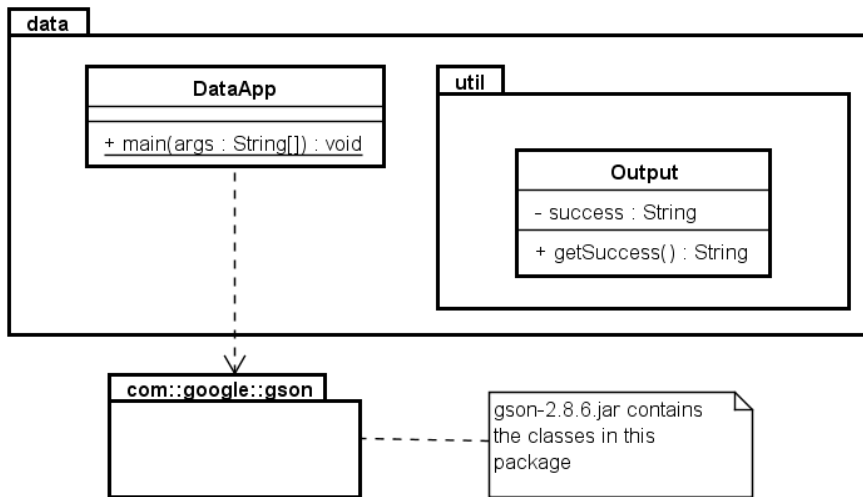 data
DataApp
+ main(args : String[]) : void
util
Output
- success : String
+ getSuccess() : String
com::google::gson
gson-2.8.6.jar contains
the classes in this
package